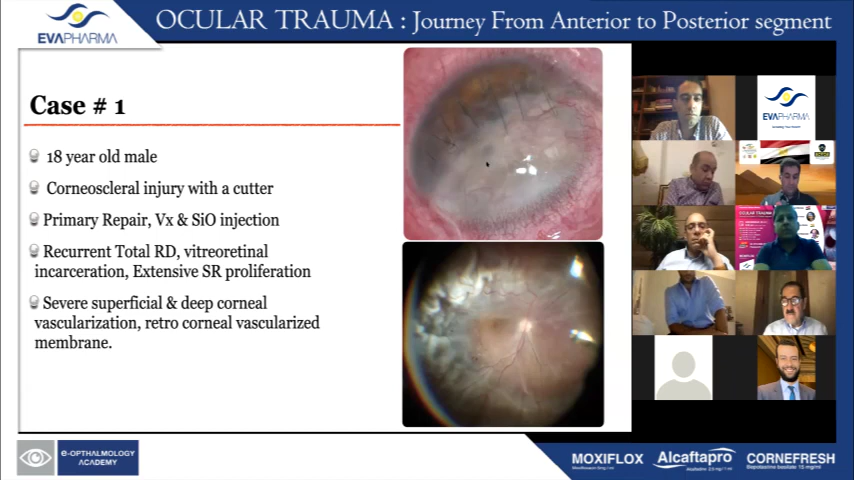 EVAPHARMA
OCULAR TRAUMA : Journey From Anterior to Posterior segment
Case # 1
18 year old male
Corneoscleral injury with a cutter
Primary Repair, Vx & SiO injection
Recurrent Total RD, vitreoretinal
incarceration, Extensive SR proliferation
Severe superficial & deep corneal
vascularization, retro corneal vascularized
membrane.
EVAPHARMA
OCULAR TRAUMA
e-OPTHALMOLOGY
ACADEMY
MOXIFLOX
Alcaftapro
CORNEFRESH